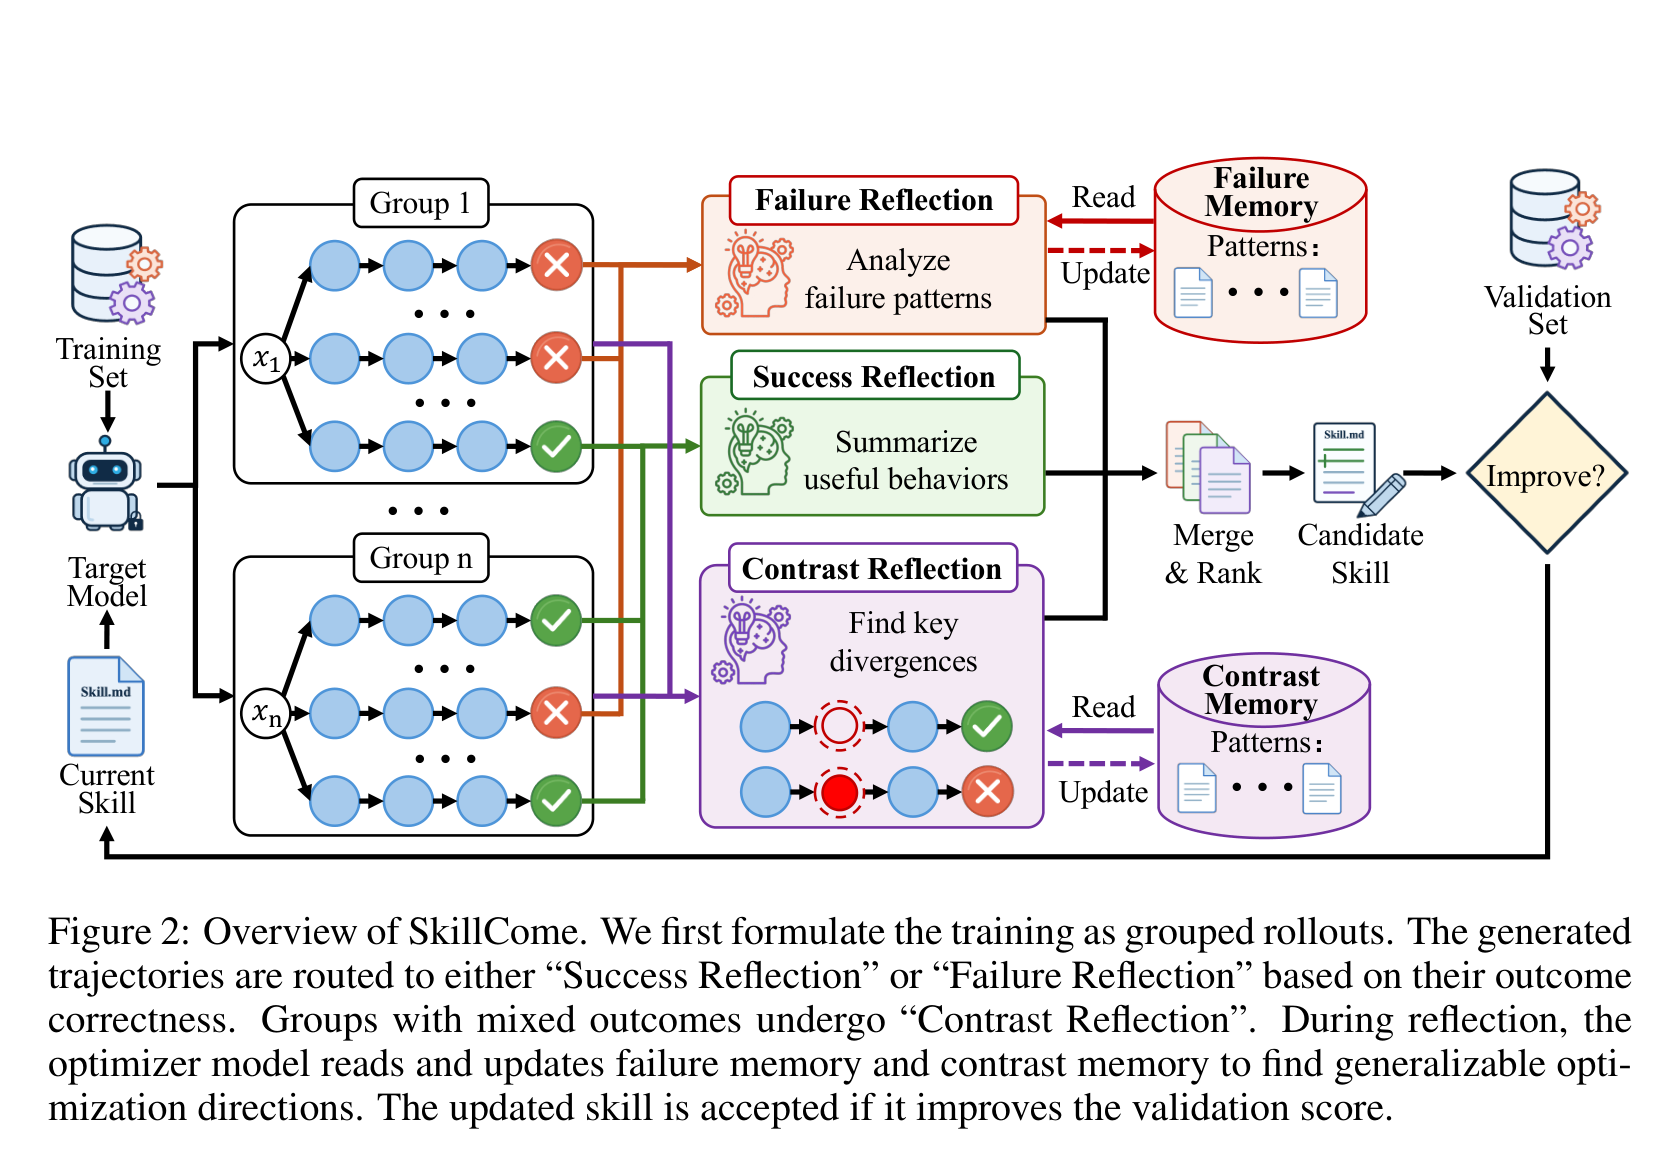 Group 1
Failure Reflection
Read
Failure
Memory
Patterns:
Update
Analyze
failure patterns
Training
Set
x1
Validation
Set
Success Reflection
Summarize
useful behaviors
Skill.md
Improve?
Merge
& Rank
Candidate
Skill
Target
Model
Group n
Contrast Reflection
Find key
divergences
xn
Skill.md
Current
Skill
Read
Contrast
Memory
Patterns:
Update
Figure 2: Overview of SkillCome. We first formulate the training as grouped rollouts. The generated
trajectories are routed to either “Success Reflection” or “Failure Reflection” based on their outcome
correctness. Groups with mixed outcomes undergo “Contrast Reflection”. During reflection, the
optimizer model reads and updates failure memory and contrast memory to find generalizable opti-
mization directions. The updated skill is accepted if it improves the validation score.